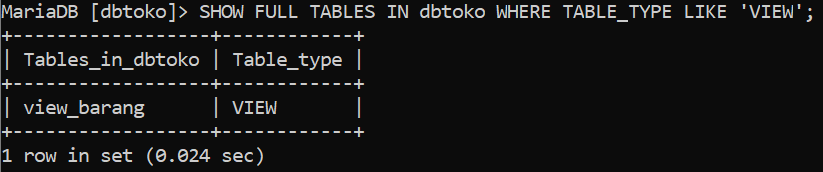 MariaDB [dbtoko]> SHOW FULL TABLES IN dbtoko WHERE TABLE_TYPE LIKE 'VIEW';
+------------------+------------+
| Tables_in_dbtoko | Table_type |
+------------------+------------+
| view_barang      | VIEW       |
+------------------+------------+
1 row in set (0.024 sec)